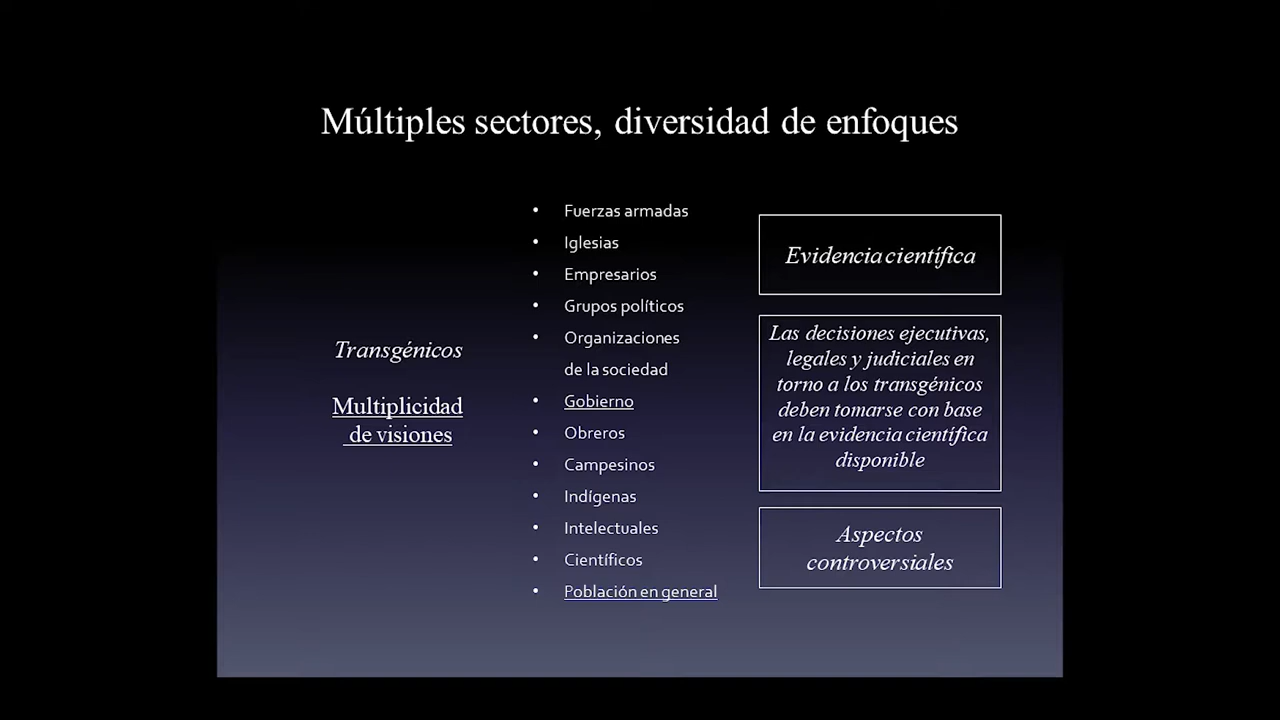 Múltiples sectores, diversidad de enfoques
Transgénicos
Multiplicidad
de visiones
• Fuerzas armadas
• Iglesias
• Empresarios
• Grupos políticos
• Organizaciones
de la sociedad
• Gobierno
• Obreros
• Campesinos
• Indígenas
• Intelectuales
• Científicos
• Población en general
Evidencia científica
Las decisiones ejecutivas,
legales y judiciales en
torno a los transgénicos
deben tomarse con base
en la evidencia científica
disponible
Aspectos
controversiales